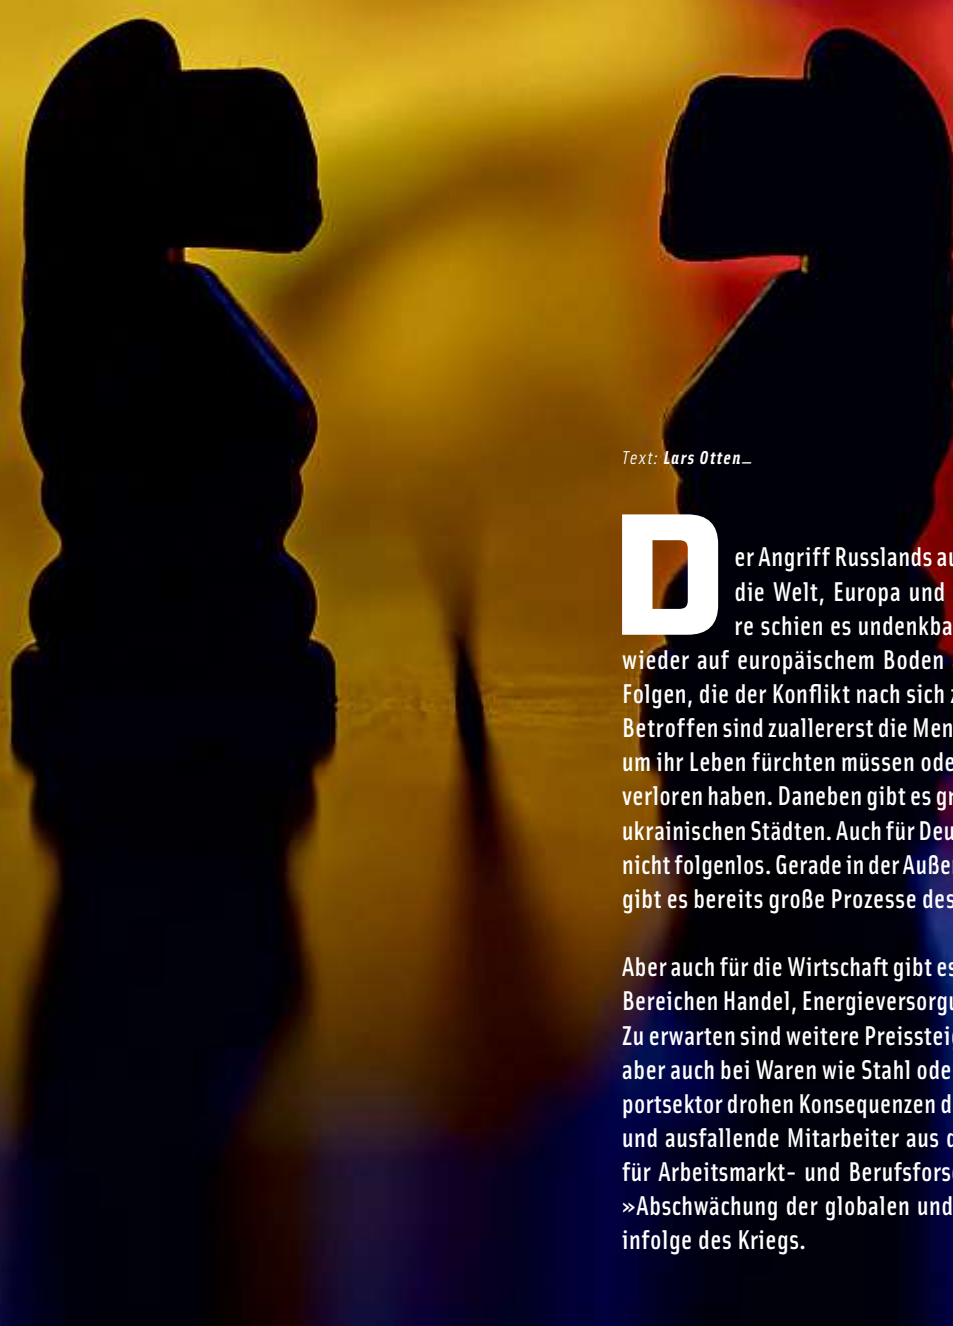 Text: Lars Otten_
Der Angriff Russlands au
die Welt, Europa und
re schien es undenkba
wieder auf europäischem Boden
Folgen, die der Konflikt nach sich z
Betroffen sind zuallererst die Men
um ihr Leben fürchten müssen ode
verloren haben. Daneben gibt es gr
ukrainischen Städten. Auch für Deu
nicht folgenlos. Gerade in der Auße
gibt es bereits große Prozesse des
Aber auch für die Wirtschaft gibt es
Bereichen Handel, Energieversorgu
Zu erwarten sind weitere Preisstei
aber auch bei Waren wie Stahl ode
portsektor drohen Konsequenzen d
und ausfallende Mitarbeiter aus d
für Arbeitsmarkt- und Berufsfors
»Abschwächung der globalen und
infolge des Kriegs.